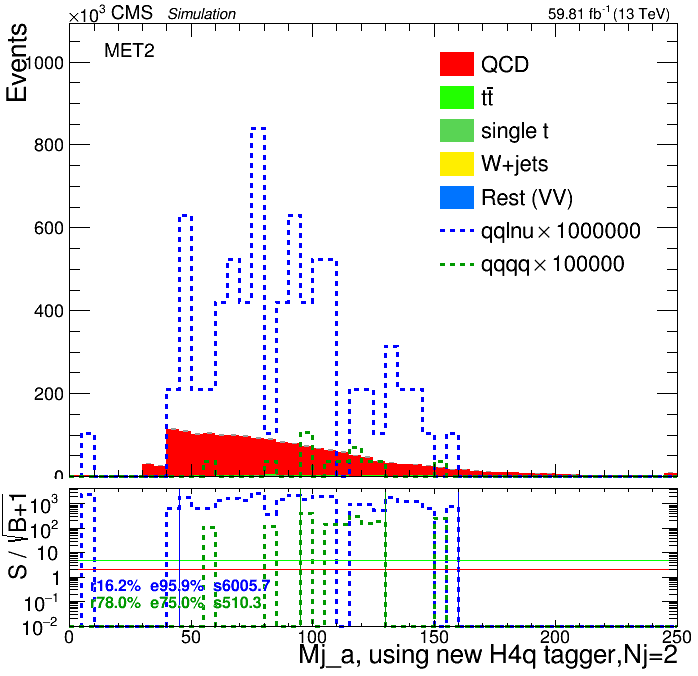 ×10³ CMS Simulation 59.81 fb⁻¹ (13 TeV)
Events
MET2
1000
800
600
400
200
0
QCD
tt̄
single t
W+jets
Rest (VV)
qqlnu × 1000000
qqqq × 100000
S / √B+1
10³
10²
10
1
10⁻¹
10⁻²
r16.2% e95.9% s6005.7
r78.0% e75.0% s510.3
0 50 100 150 200 250
Mj_a, using new H4q tagger,Nj=2